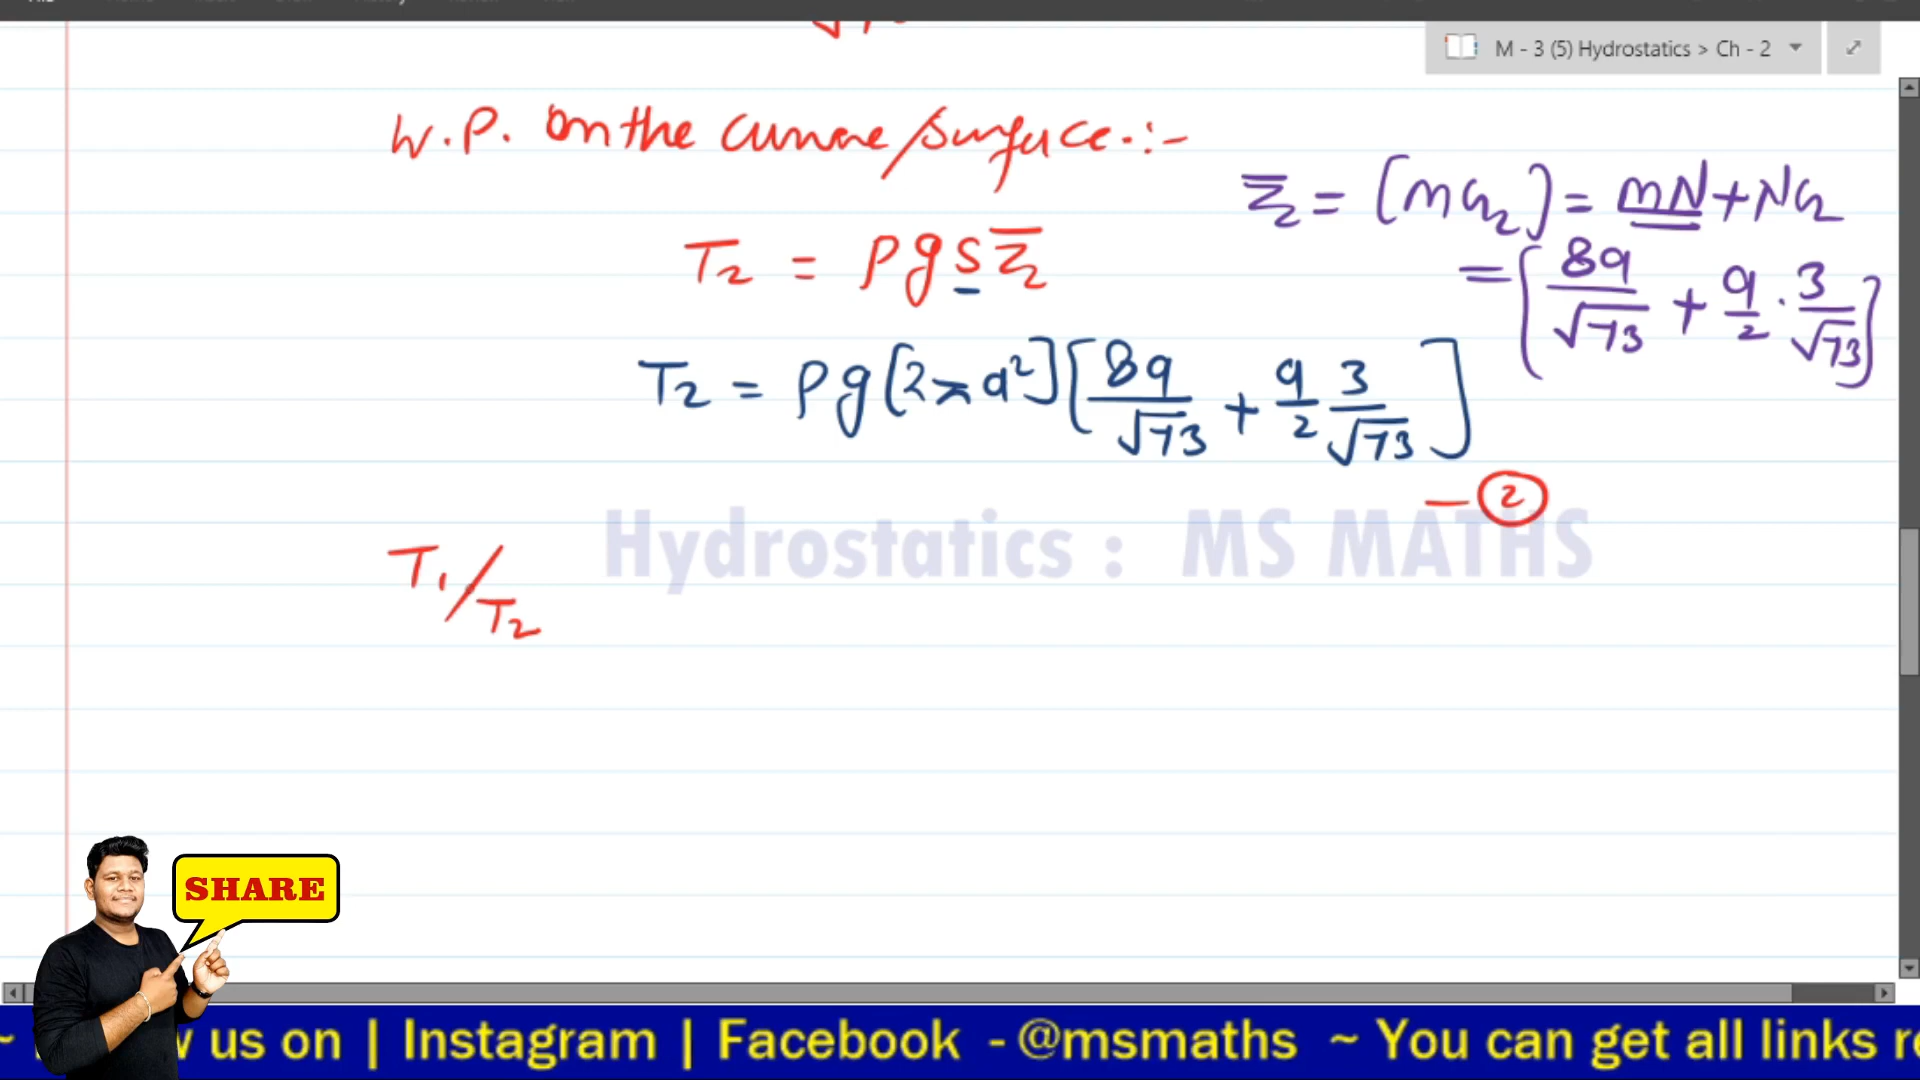 M - 3 (5) Hydrostatics > Ch - 2
W.P. on the curve/surface.:-
z̅₂ = [MG₂] = MN + NG₂
T₂ = ρgSz̅₂
= [8a/√73 + a/2 · 3/√73]
T₂ = ρg[2πa²][8a/√73 + a/2 3/√73]
— ②
Hydrostatics : MS MATHS
T₁/T₂
SHARE
us on | Instagram | Facebook - @msmaths ~ You can get all links